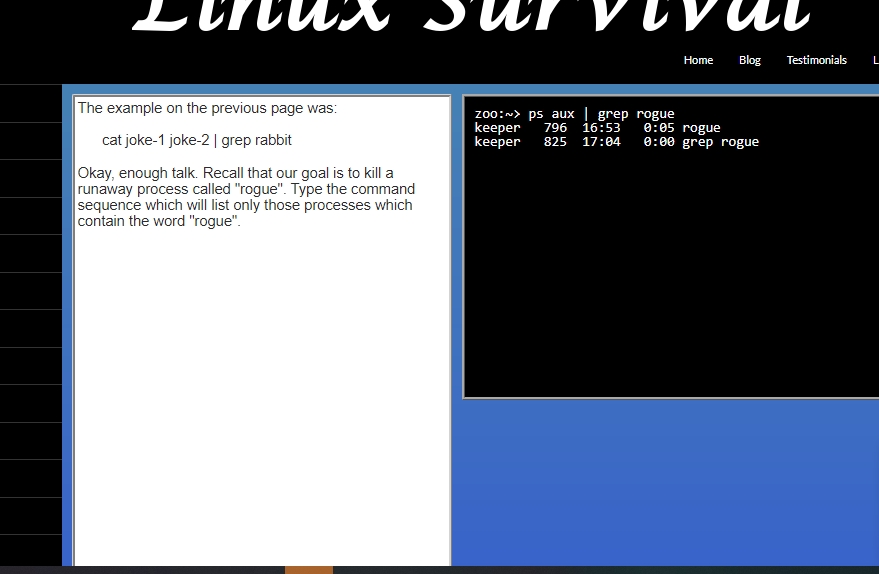 Linux Survival
Home Blog Testimonials L
The example on the previous page was:
cat joke-1 joke-2 | grep rabbit
Okay, enough talk. Recall that our goal is to kill a
runaway process called "rogue". Type the command
sequence which will list only those processes which
contain the word "rogue".
zoo:~> ps aux | grep rogue
keeper   796  16:53   0:05 rogue
keeper   825  17:04   0:00 grep rogue